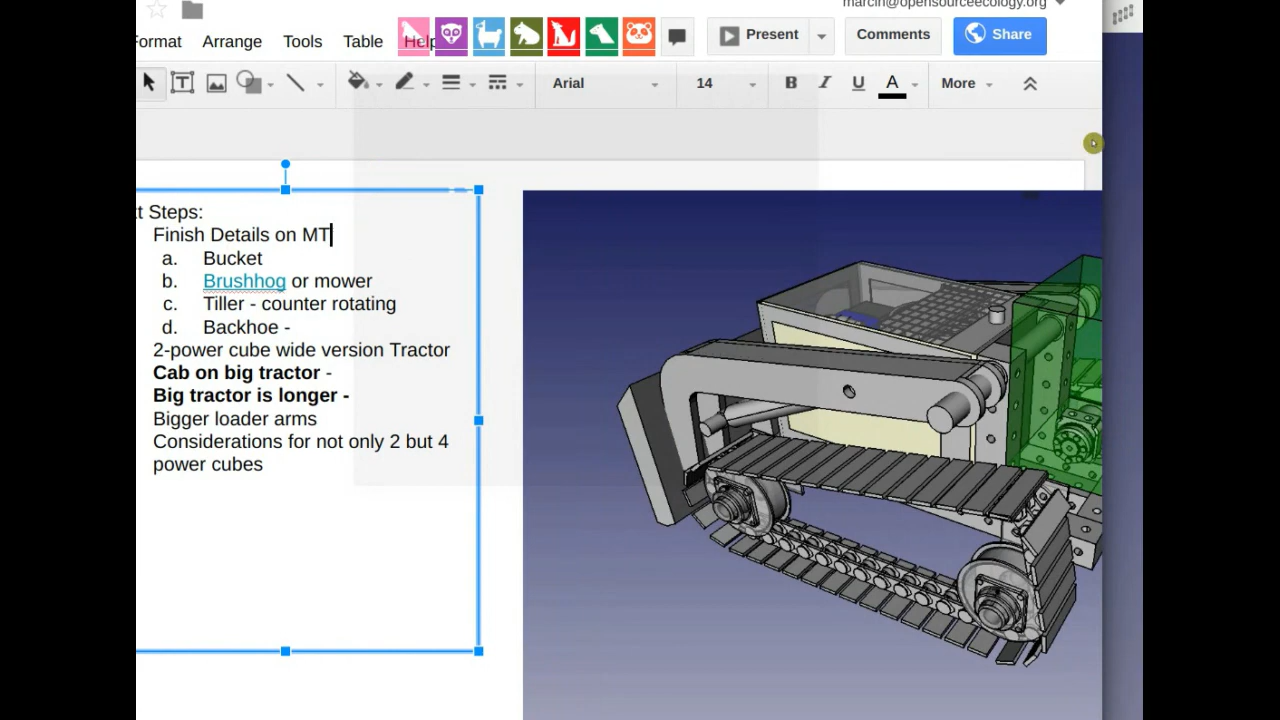 marcin@opensourceecology.org
Format Arrange Tools Table Help Present Comments Share
Arial 14 B I U A More
Steps:
Finish Details on MT
a. Bucket
b. Brushhog or mower
c. Tiller - counter rotating
d. Backhoe -
2-power cube wide version Tractor
Cab on big tractor -
Big tractor is longer -
Bigger loader arms
Considerations for not only 2 but 4
power cubes